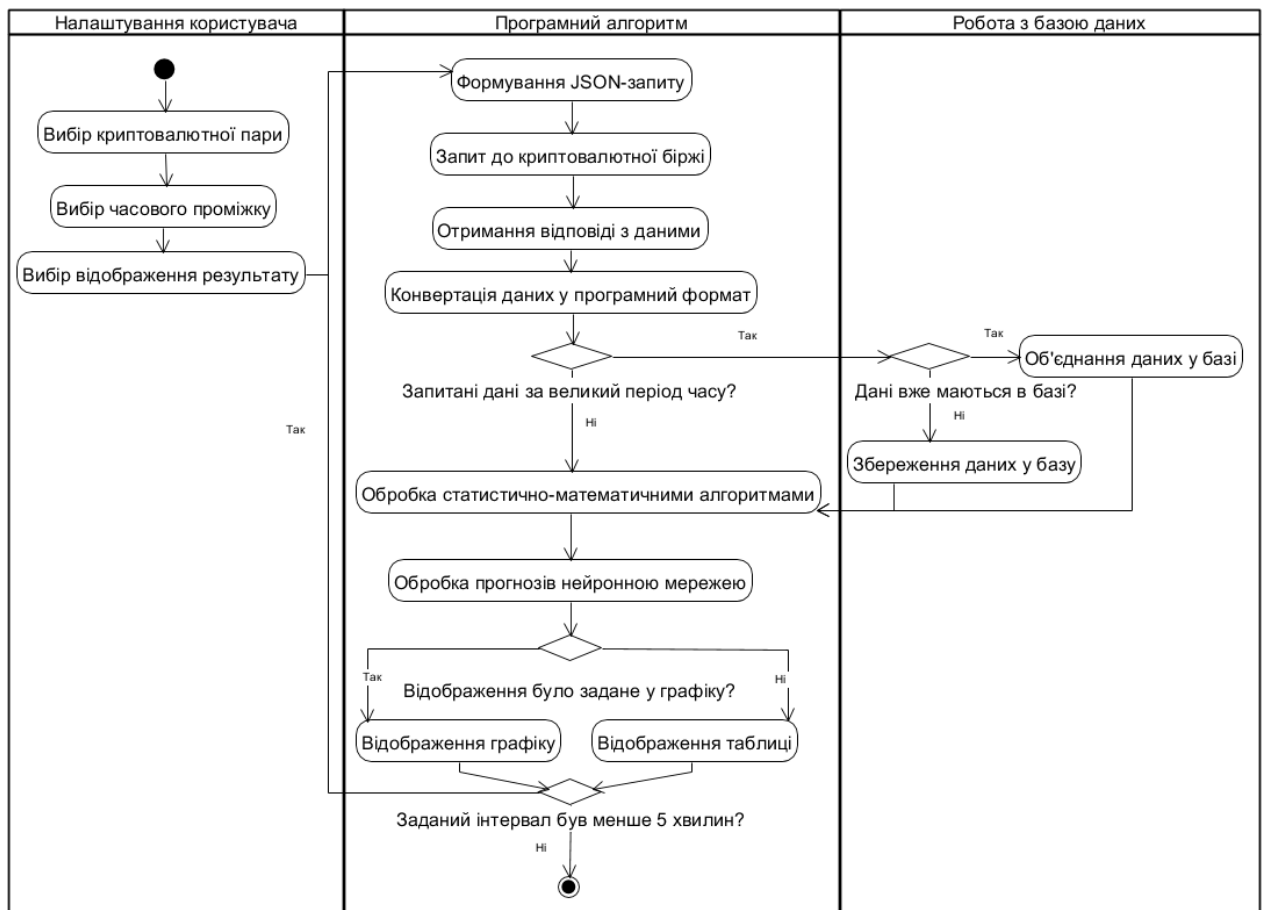 Налаштування користувача
Програмний алгоритм
Робота з базою даних
Вибір криптовалютної пари
Вибір часового проміжку
Вибір відображення результату
Формування JSON-запиту
Запит до криптовалютної біржі
Отримання відповіді з даними
Конвертація даних у програмний формат
Так
Так
Об'єднання даних у базі
Запитані дані за великий період часу?
Дані вже маються в базі?
Ні
Ні
Так
Збереження даних у базу
Обробка статистично-математичними алгоритмами
Обробка прогнозів нейронною мережею
Так
Ні
Відображення було задане у графіку?
Відображення графіку
Відображення таблиці
Заданий інтервал був менше 5 хвилин?
Ні